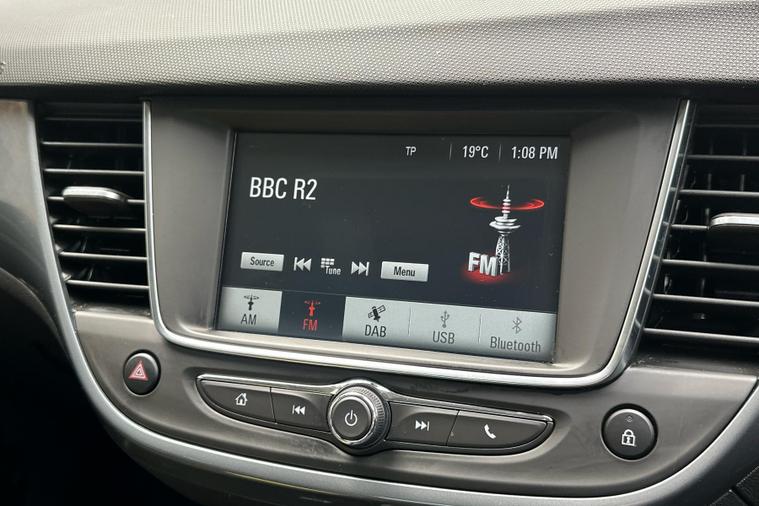 TP 19°C 1:08 PM
BBC R2
FM
Source Tune Menu
AM FM DAB USB Bluetooth